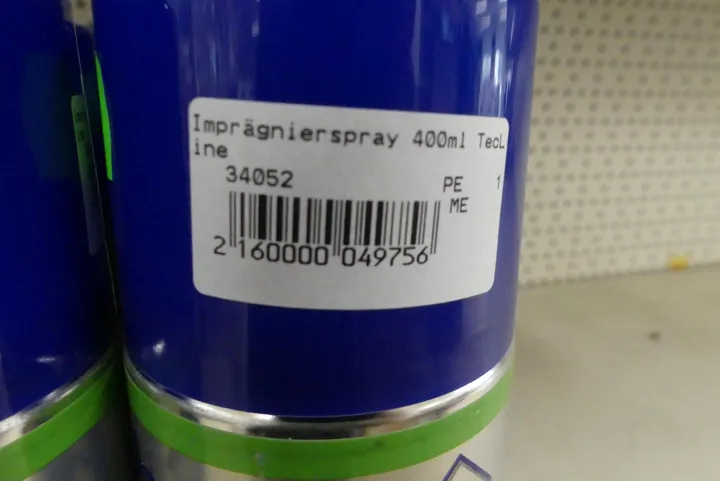 Imprägnierspray 400ml TecL
ine
34052 PE 1
ME
2 160000 049756